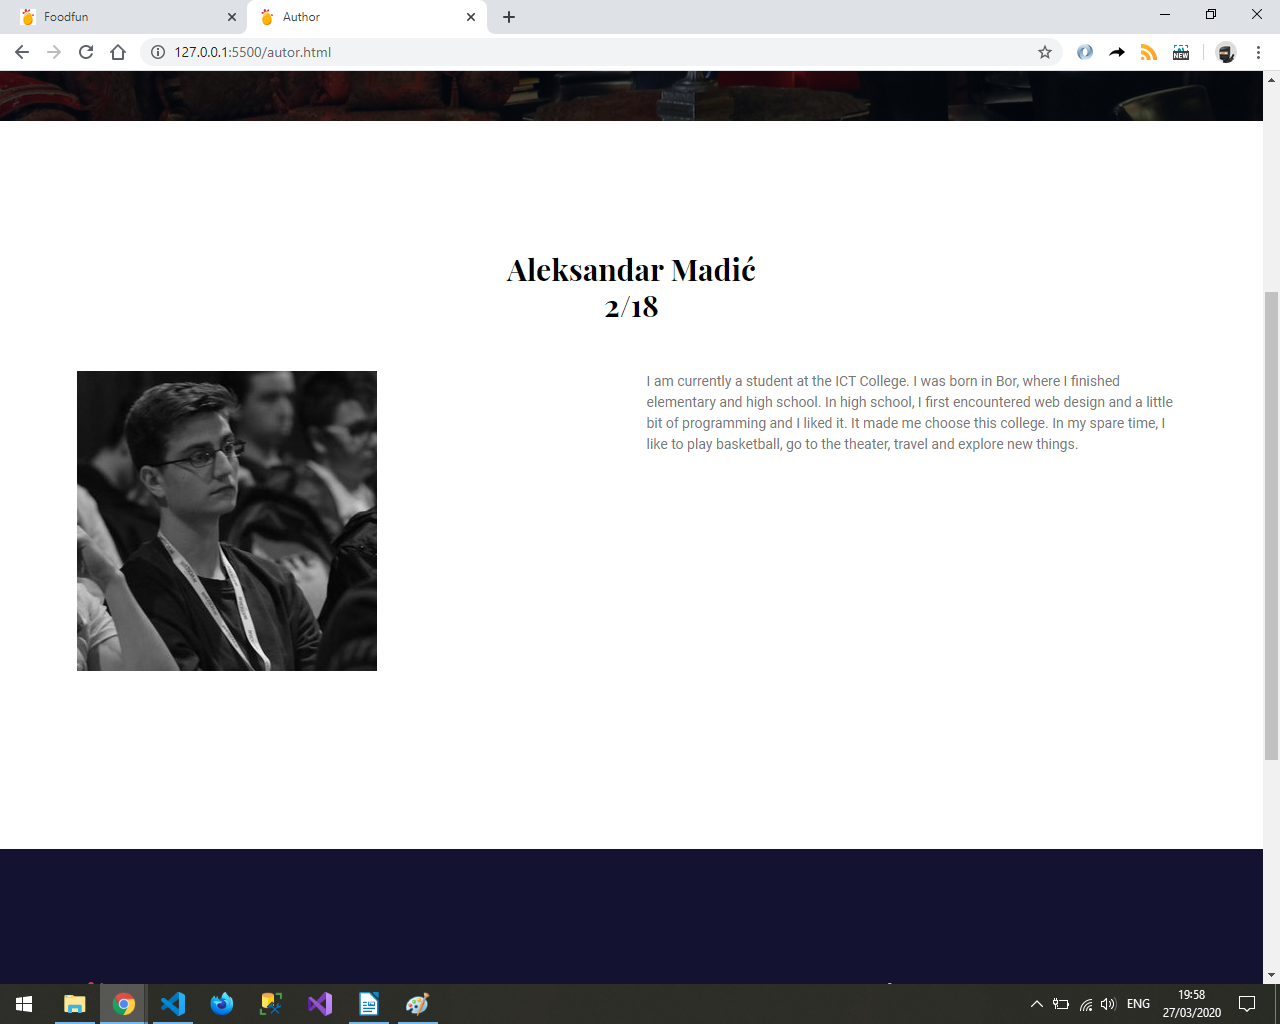 Foodfun
Author
127.0.0.1:5500/autor.html
NEW
Aleksandar Madić
2/18
I am currently a student at the ICT College. I was born in Bor, where I finished
elementary and high school. In high school, I first encountered web design and a little
bit of programming and I liked it. It made me choose this college. In my spare time, I
like to play basketball, go to the theater, travel and explore new things.
ENG
19:58
27/03/2020